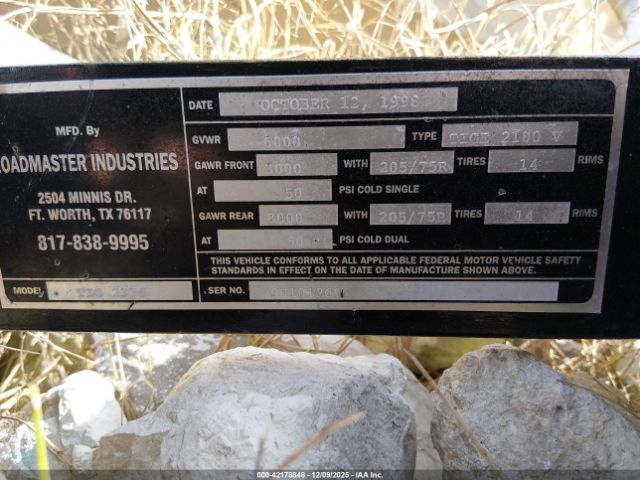 MFD. By
ROADMASTER INDUSTRIES
2504 MINNIS DR.
FT. WORTH, TX 76117
817-838-9995
MODEL
DATE OCTOBER 12, 1998
GVWR 6000 TYPE 2100 V
GAWR FRONT 3000 WITH 205/75R TIRES 14 RIMS
AT 50 PSI COLD SINGLE
GAWR REAR 3000 WITH 205/75R TIRES 14 RIMS
AT 50 PSI COLD DUAL
THIS VEHICLE CONFORMS TO ALL APPLICABLE FEDERAL MOTOR VEHICLE SAFETY
STANDARDS IN EFFECT ON THE DATE OF MANUFACTURE SHOWN ABOVE.
SER NO.
000-42178848 - 12/09/2025 - IAA Inc.